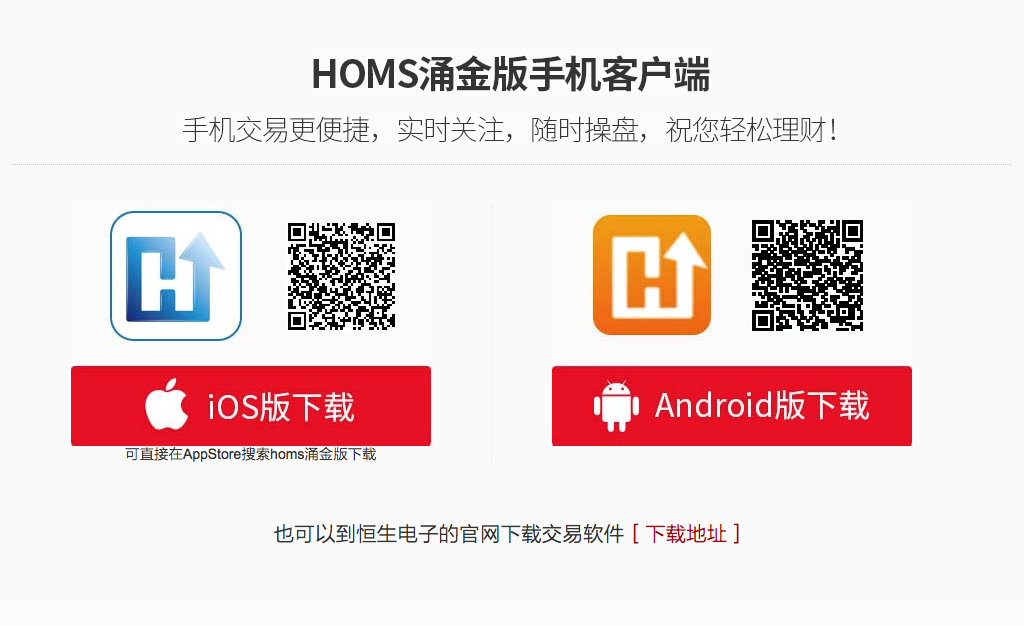 HOMS涌金版手机客户端
手机交易更便捷，实时关注，随时操盘，祝您轻松理财！
iOS版下载
Android版下载
可直接在AppStore搜索homs涌金版下载
也可以到恒生电子的官网下载交易软件 [ 下载地址 ]